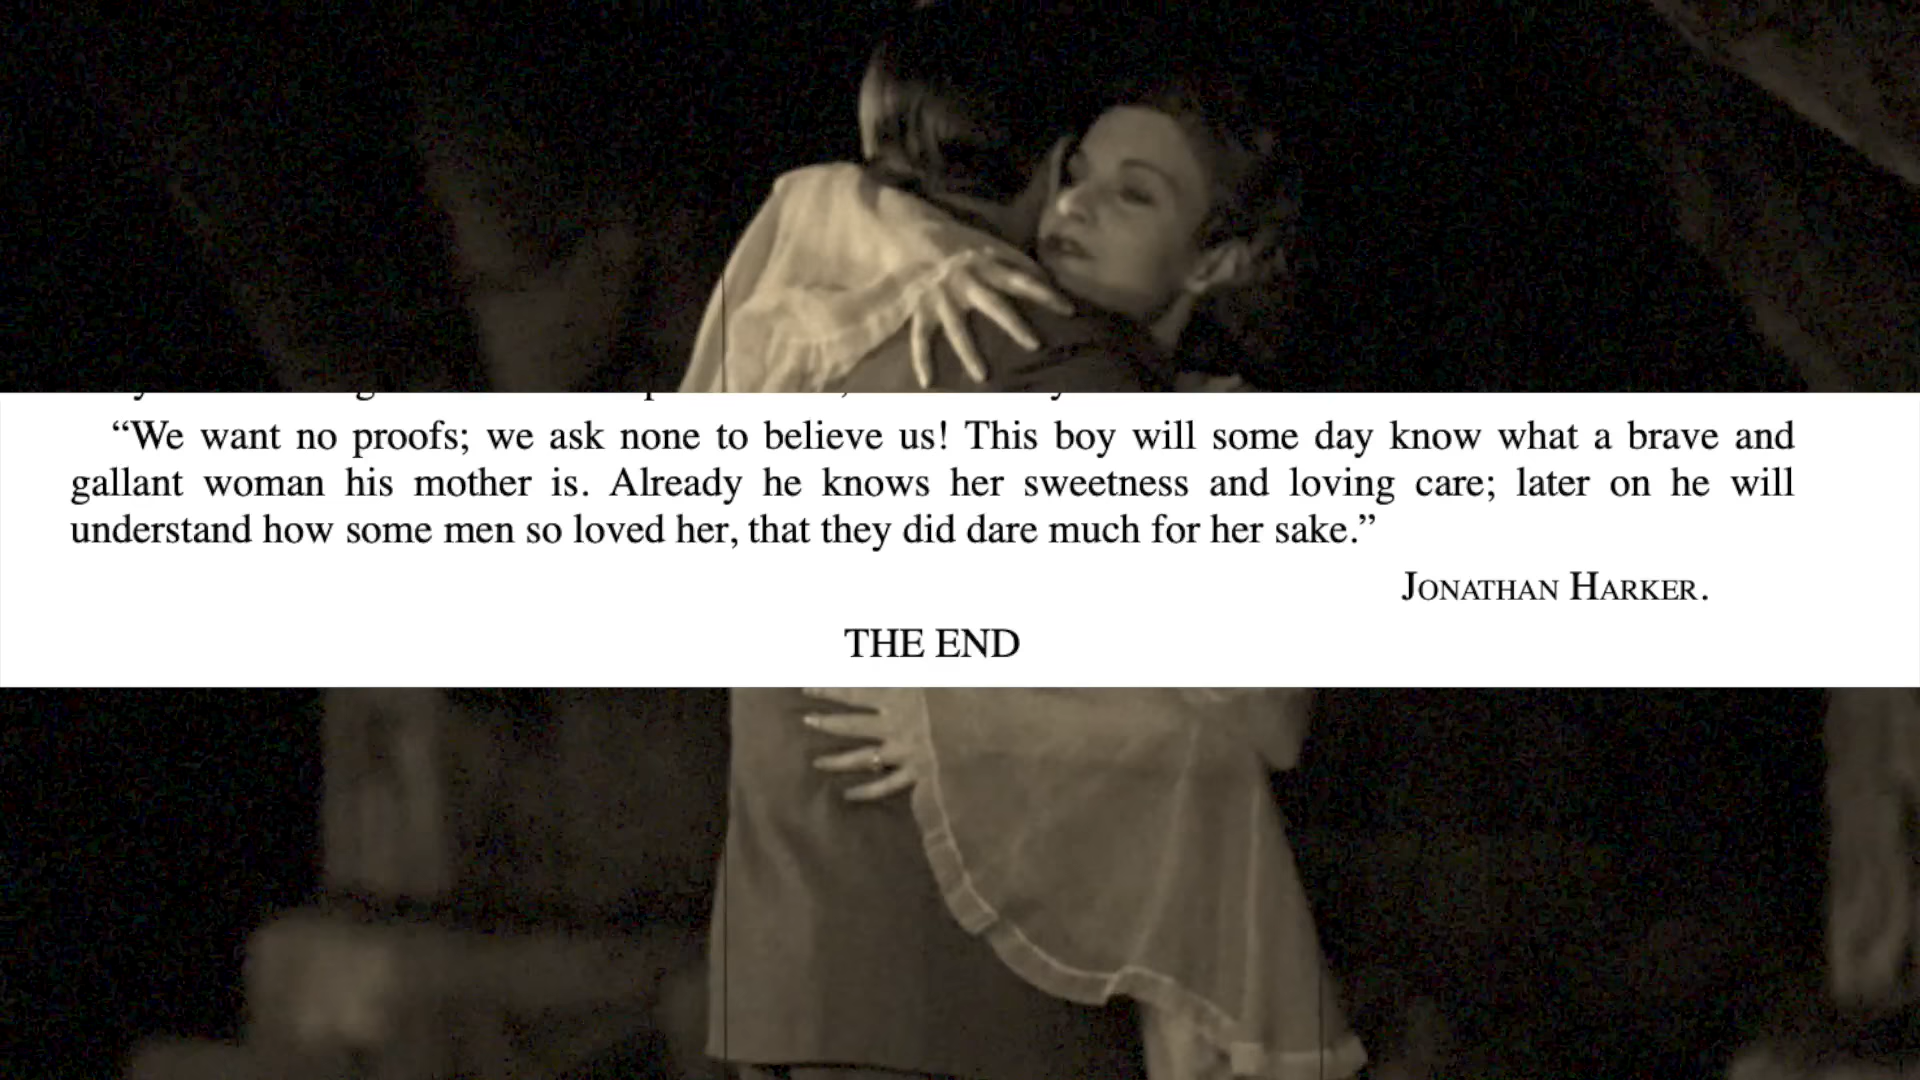 “We want no proofs; we ask none to believe us! This boy will some day know what a brave and
gallant woman his mother is. Already he knows her sweetness and loving care; later on he will
understand how some men so loved her, that they did dare much for her sake.”
JONATHAN HARKER.
THE END